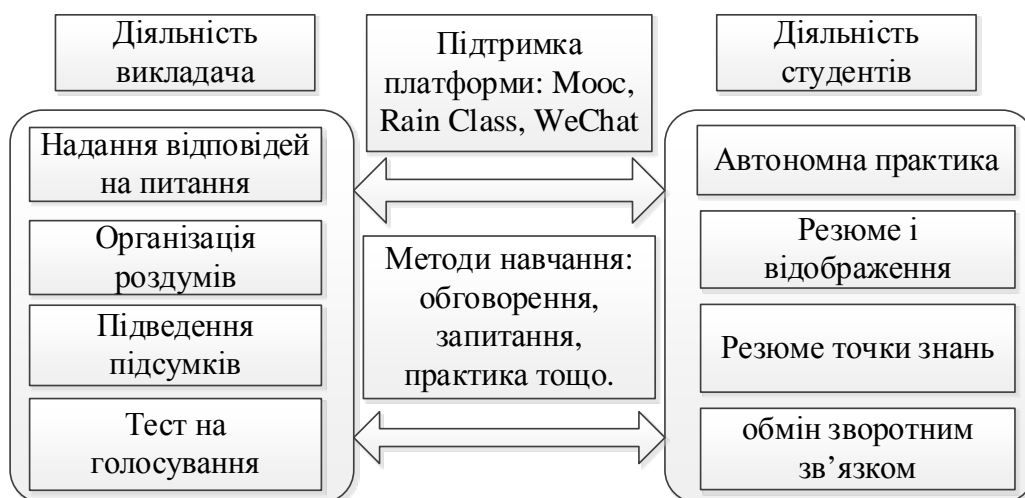 Діяльність
викладача
Надання відповідей
на питання
Організація
роздумів
Підведення
підсумків
Тест на
голосування
Підтримка
платформи: Mooc,
Rain Class, WeChat
Методи навчання:
обговорення,
запитання,
практика тощо.
Діяльність
студентів
Автономна практика
Резюме і
відображення
Резюме точки знань
обмін зворотним
зв’язком